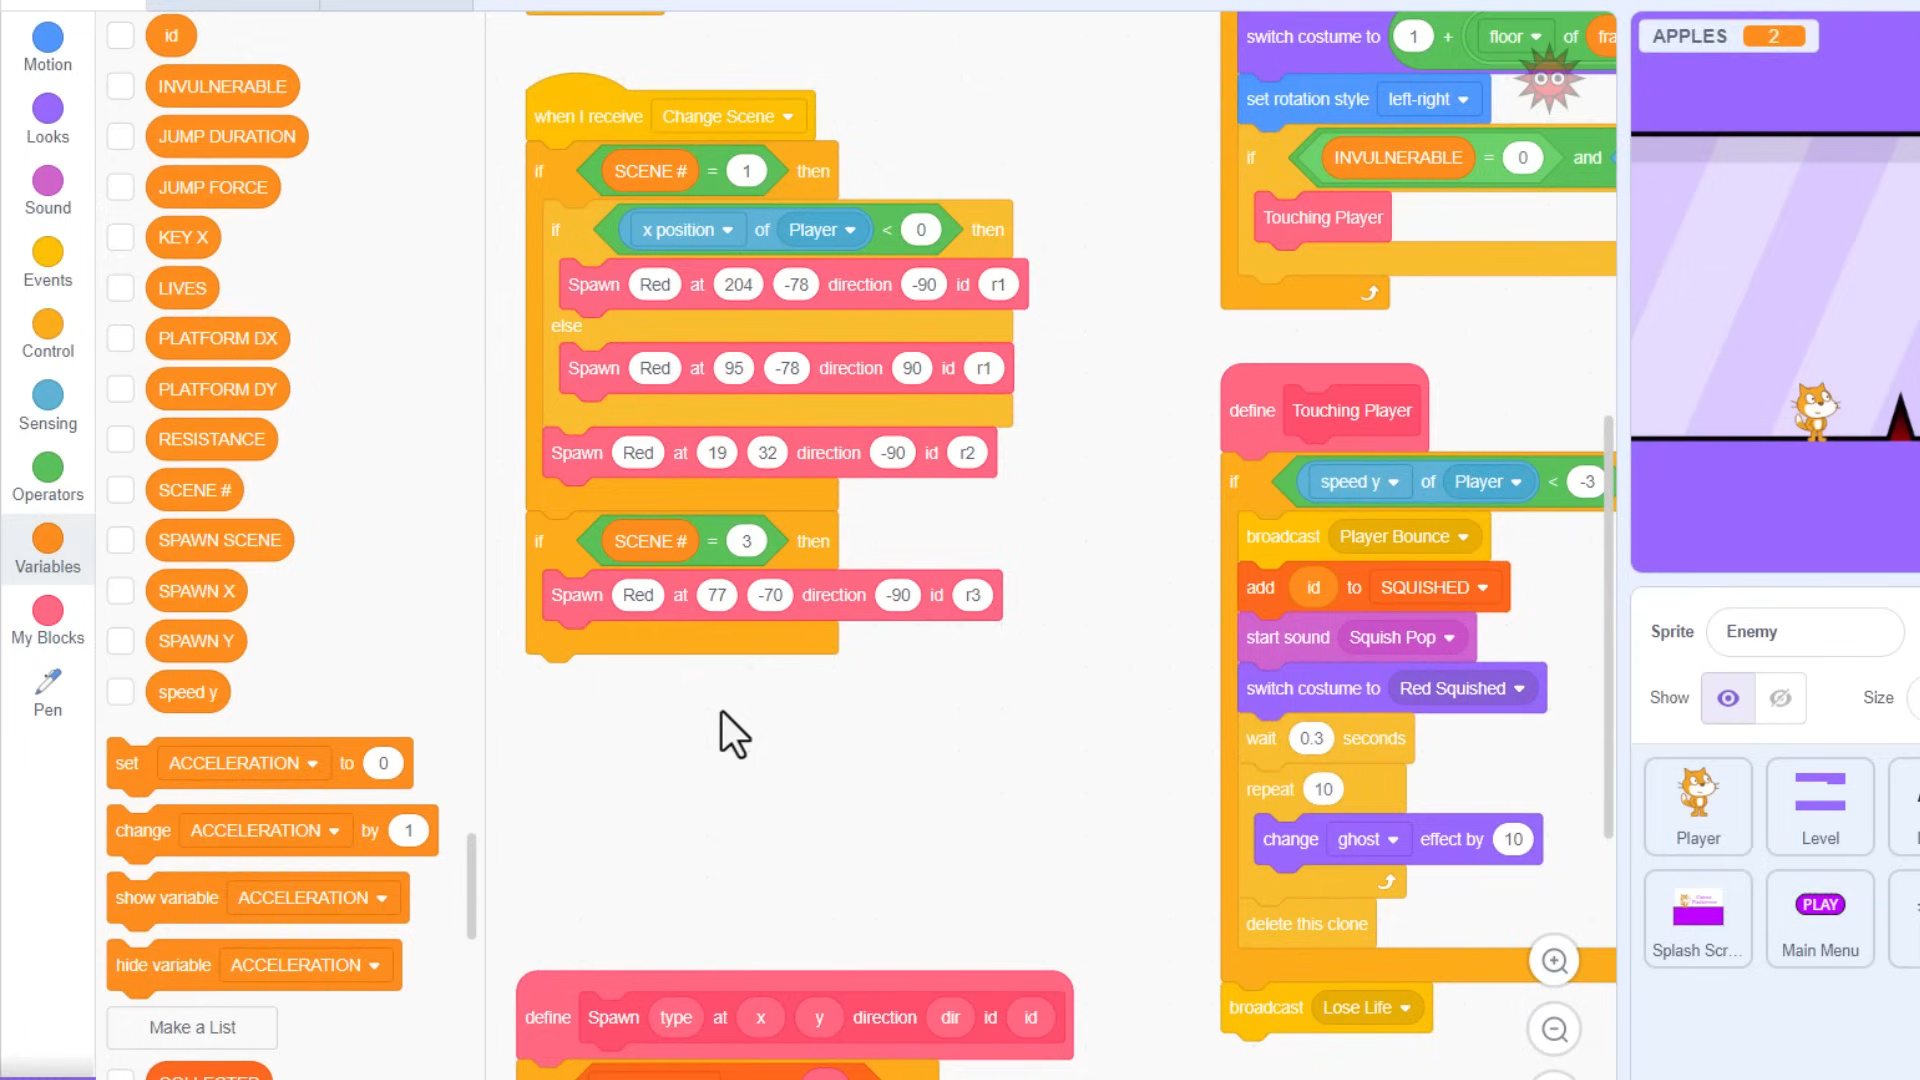 Motion
Looks
Sound
Events
Control
Sensing
Operators
Variables
My Blocks
Pen
id
INVULNERABLE
JUMP DURATION
JUMP FORCE
KEY X
LIVES
PLATFORM DX
PLATFORM DY
RESISTANCE
SCENE #
SPAWN SCENE
SPAWN X
SPAWN Y
speed y
set ACCELERATION to 0
change ACCELERATION by 1
show variable ACCELERATION
hide variable ACCELERATION
Make a List
when I receive Change Scene
if SCENE # = 1 then
if x position of Player < 0 then
Spawn Red at 204 -78 direction -90 id r1
else
Spawn Red at 95 -78 direction 90 id r1
Spawn Red at 19 32 direction -90 id r2
if SCENE # = 3 then
Spawn Red at 77 -70 direction -90 id r3
define Spawn type at x y direction dir id id
switch costume to 1 + floor of
set rotation style left-right
if INVULNERABLE = 0 and
Touching Player
define Touching Player
if speed y of Player < -3
broadcast Player Bounce
add id to SQUISHED
start sound Squish Pop
switch costume to Red Squished
wait 0.3 seconds
repeat 10
change ghost effect by 10
delete this clone
broadcast Lose Life
APPLES 2
Sprite Enemy
Show Size
Player
Level
Splash Scr...
PLAY
Main Menu